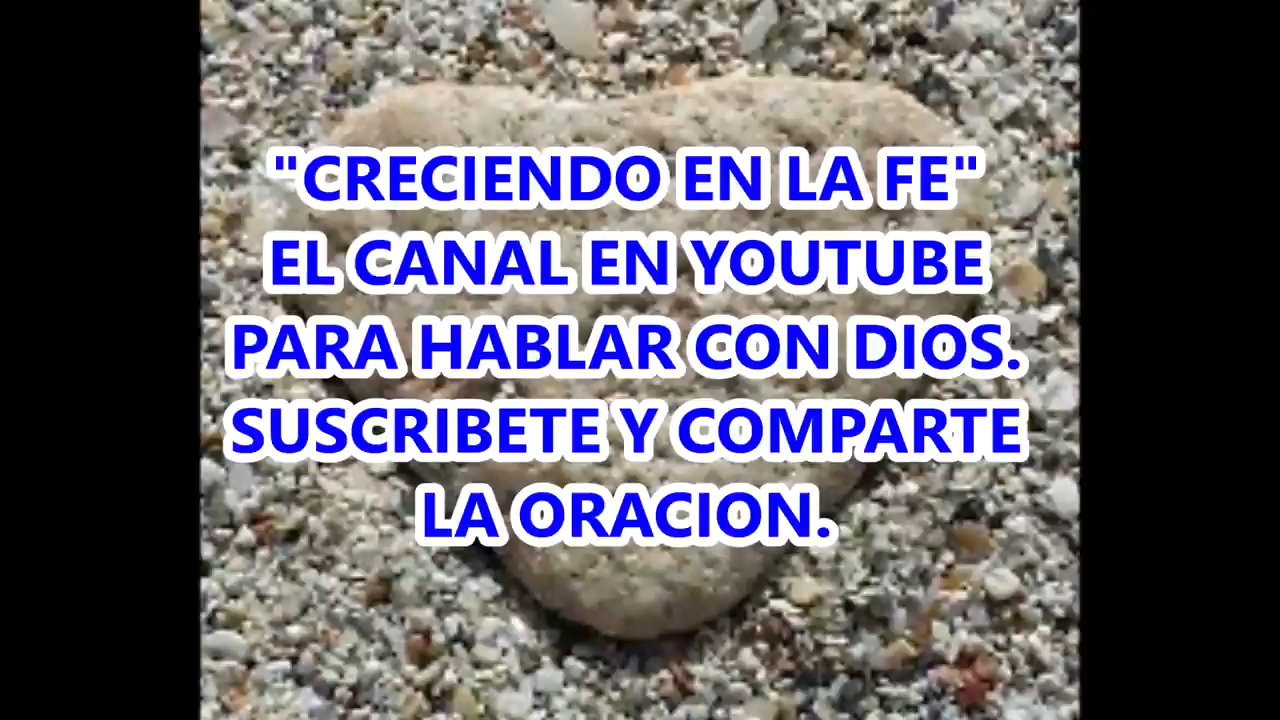 "CRECIENDO EN LA FE"
EL CANAL EN YOUTUBE
PARA HABLAR CON DIOS.
SUSCRIBETE Y COMPARTE
LA ORACION.